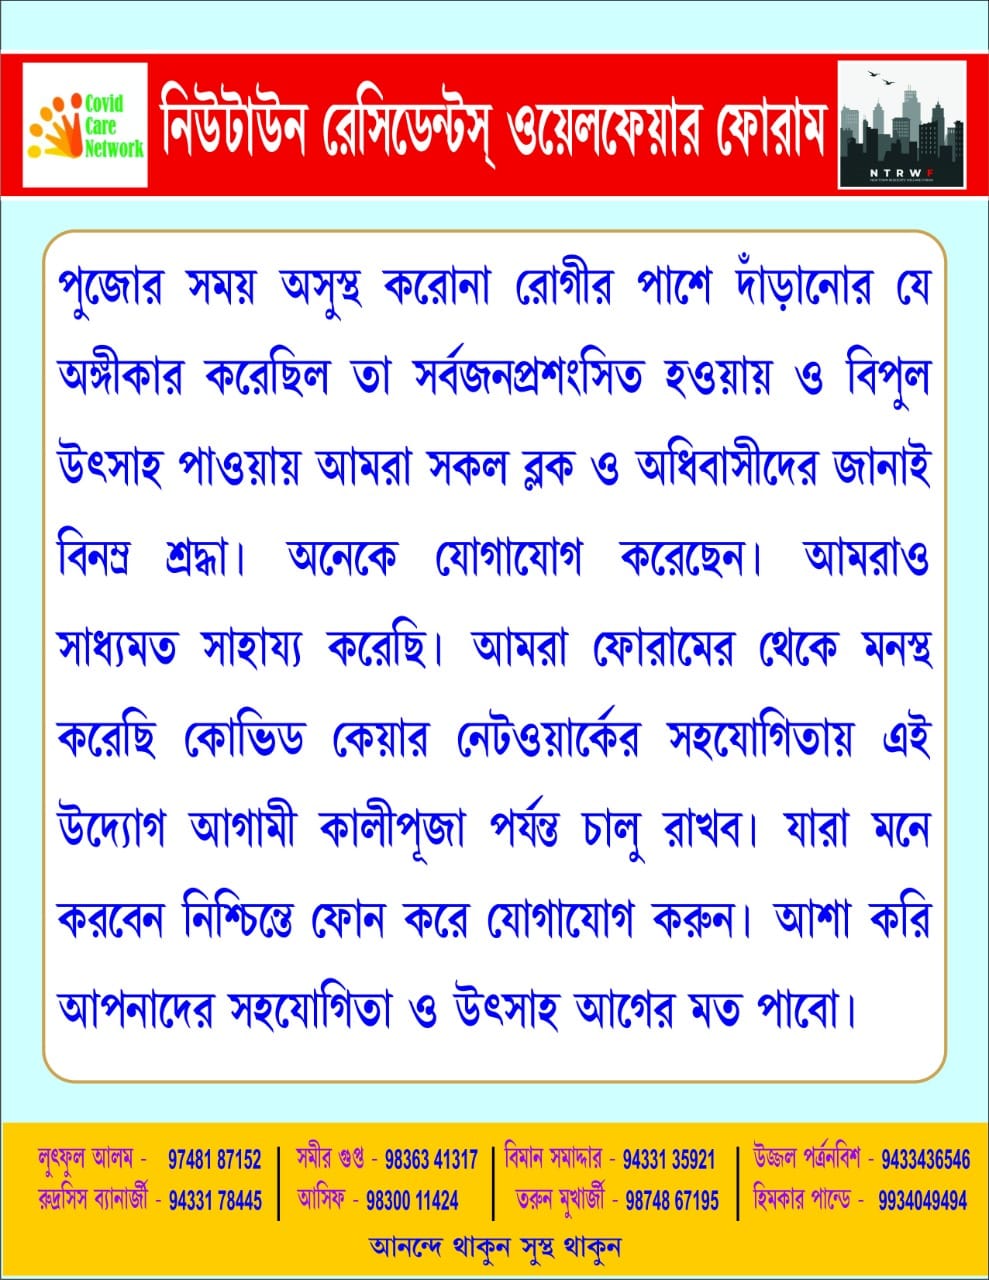 Covid
Care
Network
নিউটাউন রেসিডেন্টস্ ওয়েলফেয়ার ফোরাম
NTRWF
পুজোর সময় অসুস্থ করোনা রোগীর পাশে দাঁড়ানোর যে
অঙ্গীকার করেছিল তা সর্বজনপ্রশংসিত হওয়ায় ও বিপুল
উৎসাহ পাওয়ায় আমরা সকল ব্লক ও অধিবাসীদের জানাই
বিনম্র শ্রদ্ধা। অনেকে যোগাযোগ করেছেন। আমরাও
সাধ্যমত সাহায্য করেছি। আমরা ফোরামের থেকে মনস্থ
করেছি কোভিড কেয়ার নেটওয়ার্কের সহযোগিতায় এই
উদ্যোগ আগামী কালীপূজা পর্যন্ত চালু রাখব। যারা মনে
করবেন নিশ্চিন্তে ফোন করে যোগাযোগ করুন। আশা করি
আপনাদের সহযোগিতা ও উৎসাহ আগের মত পাবো।
লুৎফুল আলম - 97481 87152 | সমীর গুপ্ত - 98363 41317 | বিমান সমাদ্দার - 94331 35921 | উজ্জল পর্ত্রনবিশ - 9433436546
রুদ্রসিস ব্যানার্জী - 94331 78445 | আসিফ - 98300 11424 | তরুন মুখার্জী - 98748 67195 | হিমকার পান্ডে - 9934049494
আনন্দে থাকুন সুস্থ থাকুন